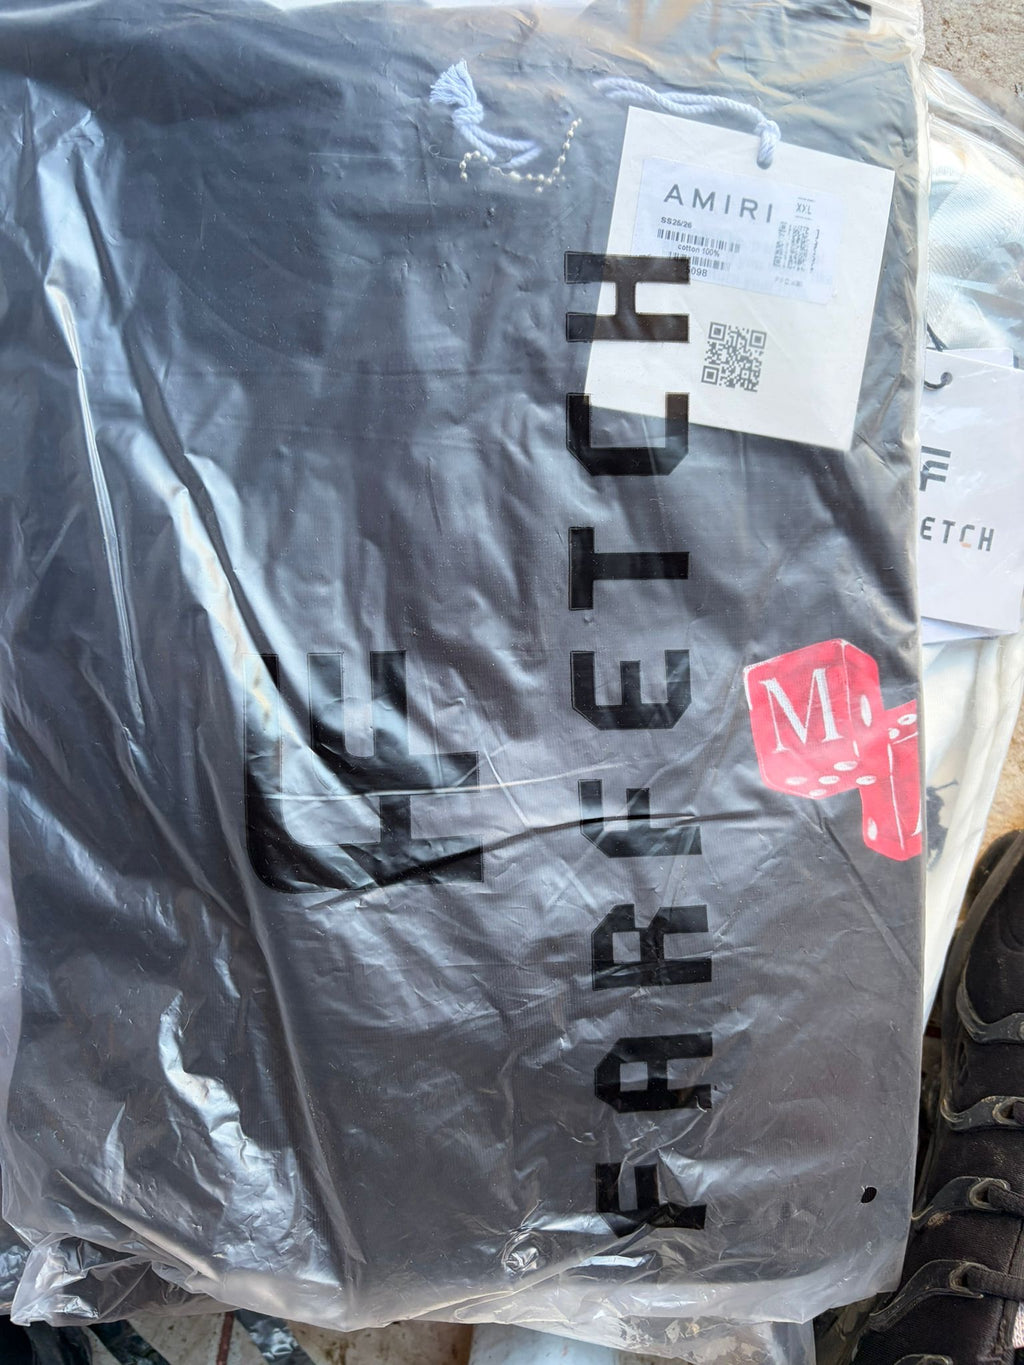 AMIRI
XXL
SS25/26
cotton 100%
FARFETCH
M
ETCH